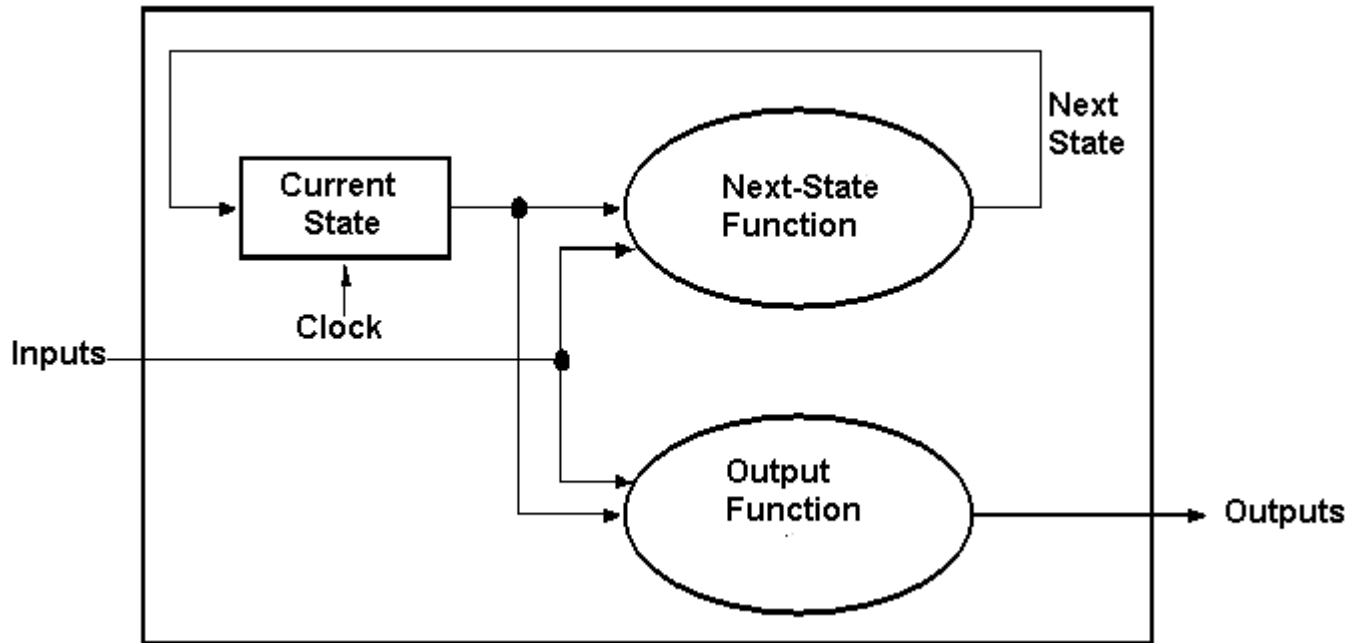 Next
State
Current
State
Next-State
Function
Clock
Inputs
Output
Function
Outputs